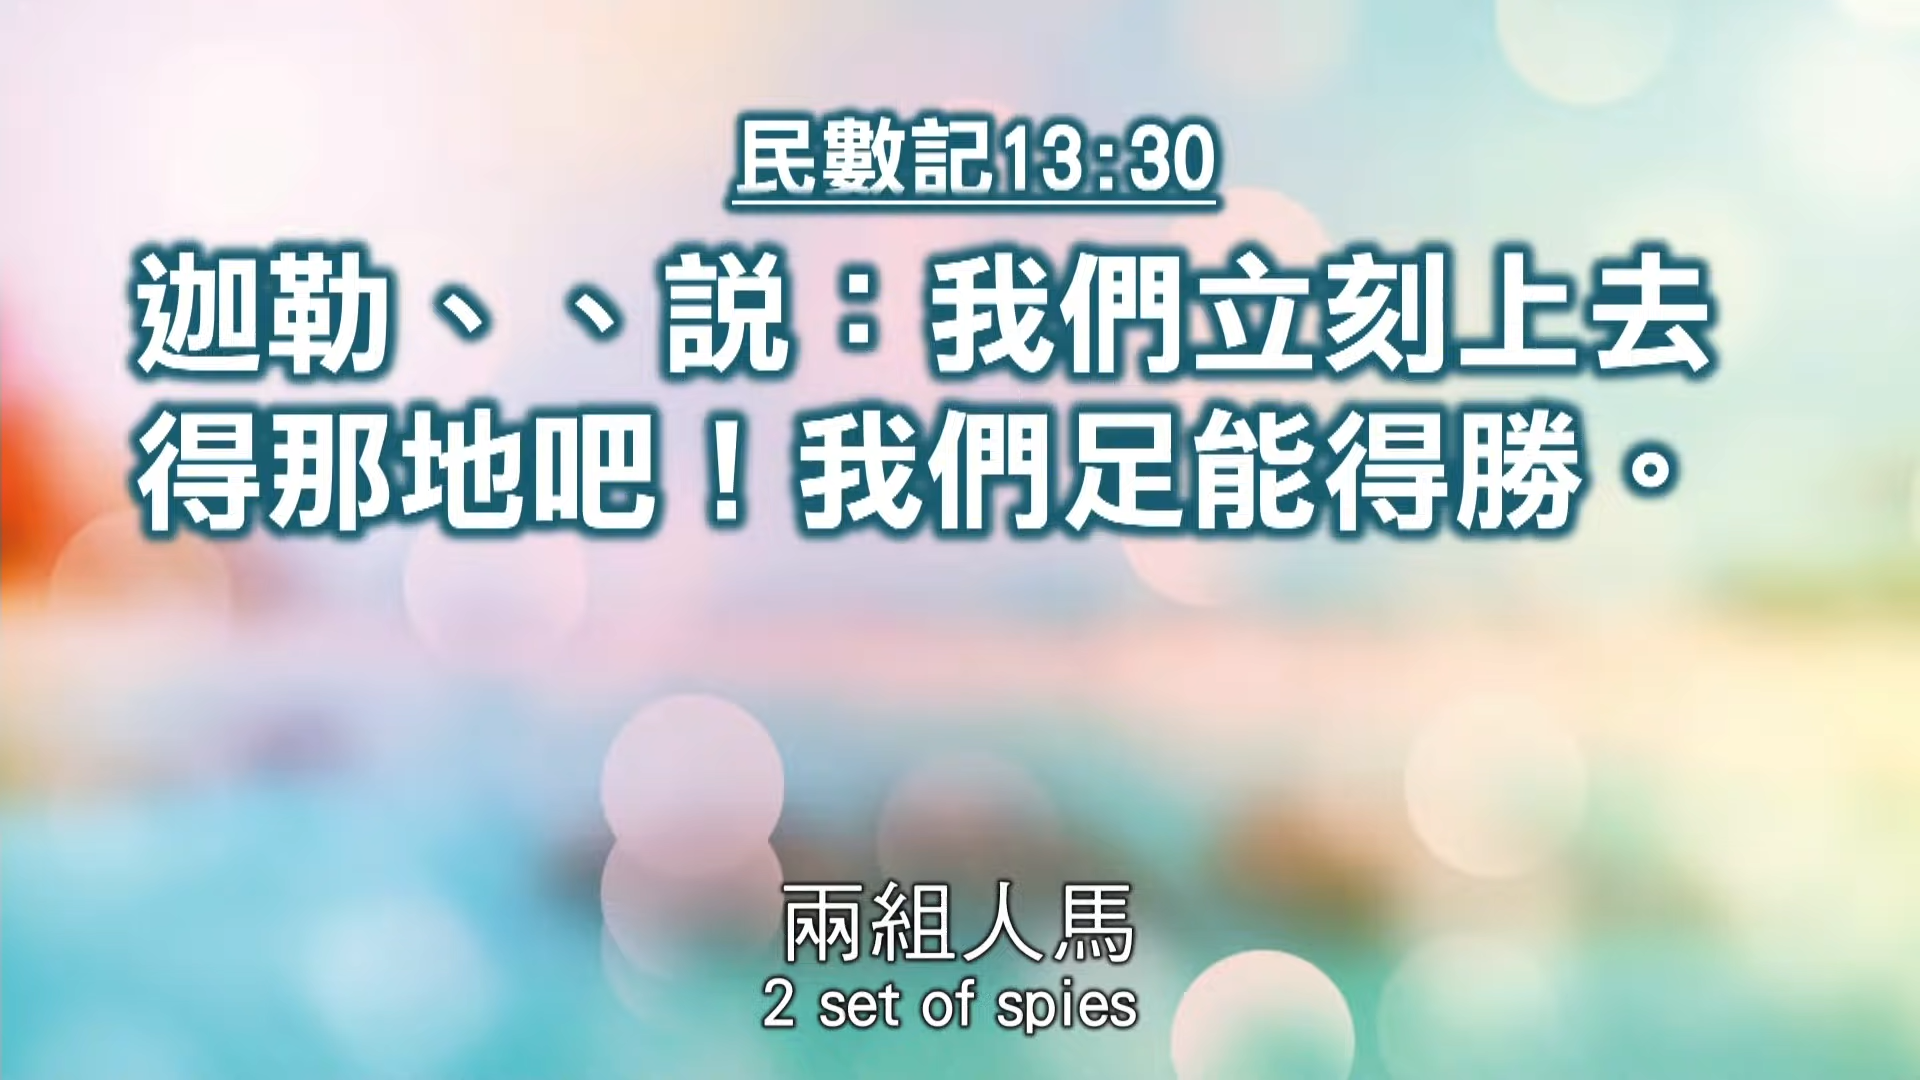 民數記13:30
迦勒、、説：我們立刻上去
得那地吧！我們足能得勝。
兩組人馬
2 set of spies